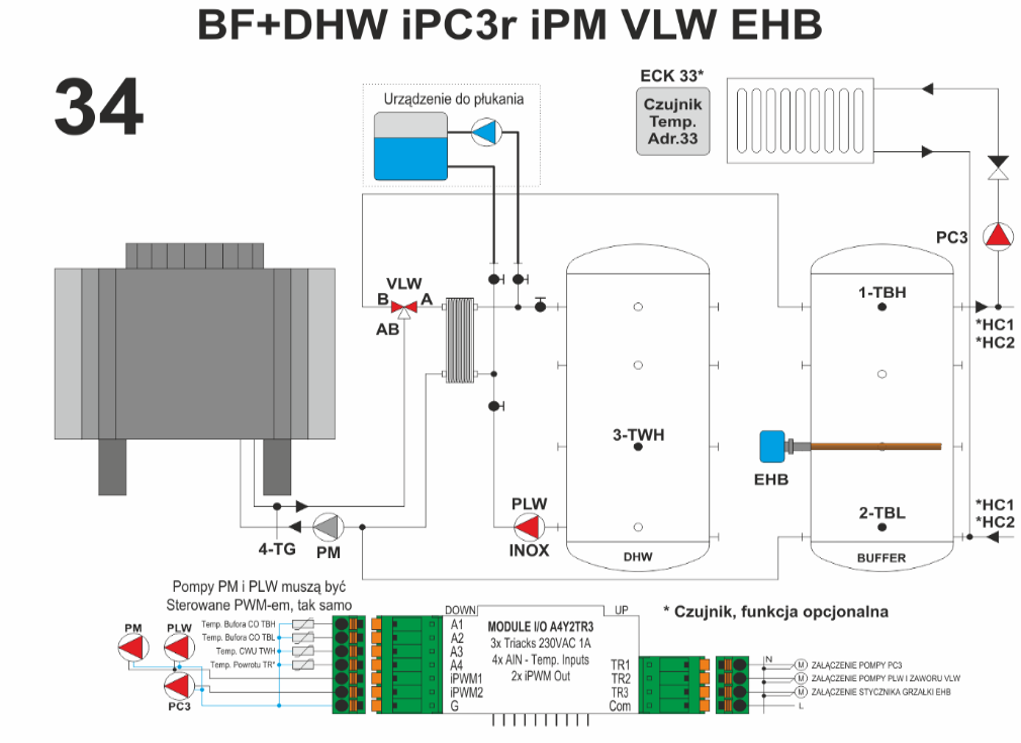 BF+DHW iPC3r iPM VLW EHB
34
Urządzenie do płukania
ECK 33*
Czujnik
Temp.
Adr.33
PC3
VLW
B
A
AB
1-TBH
*HC1
*HC2
3-TWH
EHB
PLW
INOX
2-TBL
*HC1
*HC2
4-TG
PM
DHW
BUFFER
Pompy PM i PLW muszą być
Sterowane PWM-em, tak samo
* Czujnik, funkcja opcjonalna
PM
PLW
PC3
Temp. Bufora CO TBH
Temp. Bufora CO TBL
Temp. CWU TWH
Temp. Powrotu TR*
DOWN
A1
A2
A3
A4
iPWM1
iPWM2
G
MODULE I/O A4Y2TR3
3x Triacks 230VAC 1A
4x AIN - Temp. Inputs
2x iPWM Out
UP
TR1
TR2
TR3
Com
N
M ZAŁĄCZENIE POMPY PC3
M ZAŁĄCZENIE POMPY PLW I ZAWORU VLW
M ZAŁĄCZENIE STYCZNIKA GRZAŁKI EHB
L